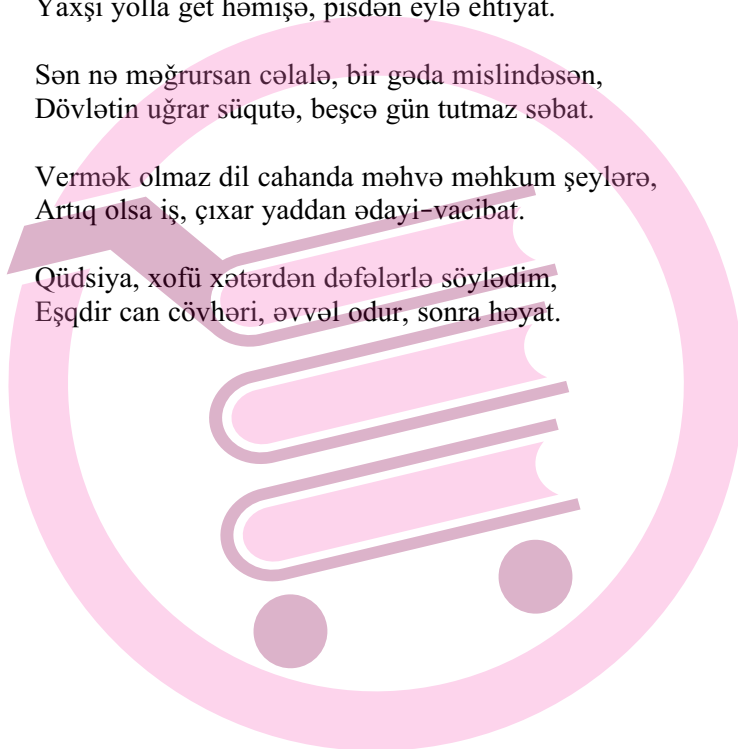 Yaxşı yolla get həmişə, pisdən eylə ehtiyat.
Sən nə məğrursan cəlalə, bir gəda mislindəsən,
Dövlətin uğrar süqutə, beşcə gün tutmaz səbat.
Vermək olmaz dil cahanda məhvə məhkum şeylərə,
Artıq olsa iş, çıxar yaddan ədayi-vacibat.
Qüdsiya, xofü xətərdən dəfələrlə söylədim,
Eşqdir can cövhəri, əvvəl odur, sonra həyat.